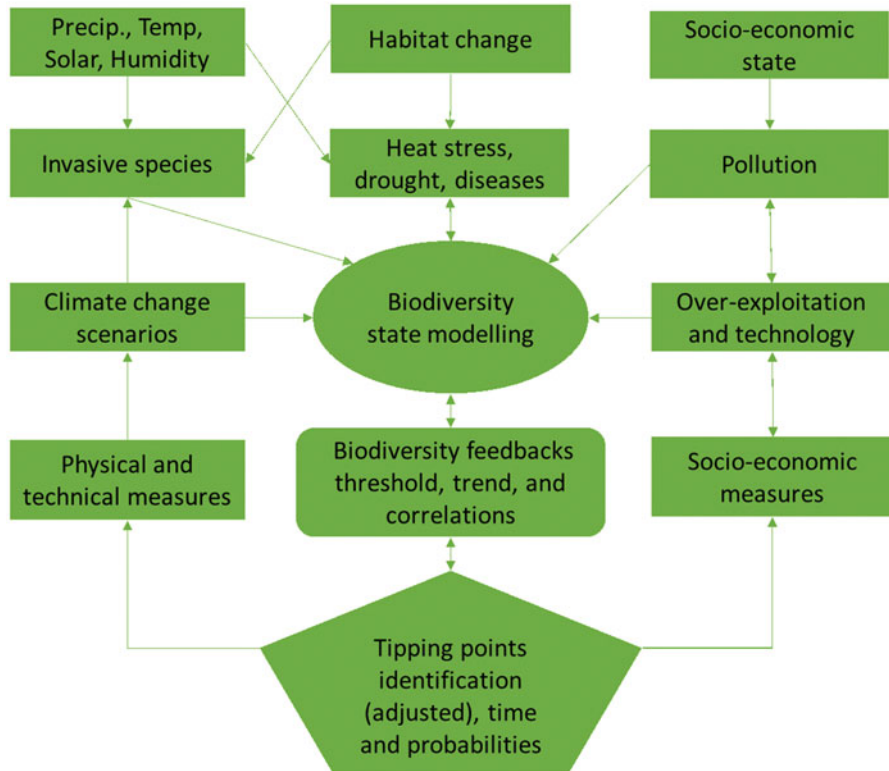 Precip., Temp,
Solar, Humidity
Habitat change
Socio-economic
state
Invasive species
Heat stress,
drought, diseases
Pollution
Climate change
scenarios
Biodiversity
state modelling
Over-exploitation
and technology
Physical and
technical measures
Biodiversity feedbacks
threshold, trend, and
correlations
Socio-economic
measures
Tipping points
identification
(adjusted), time
and probabilities